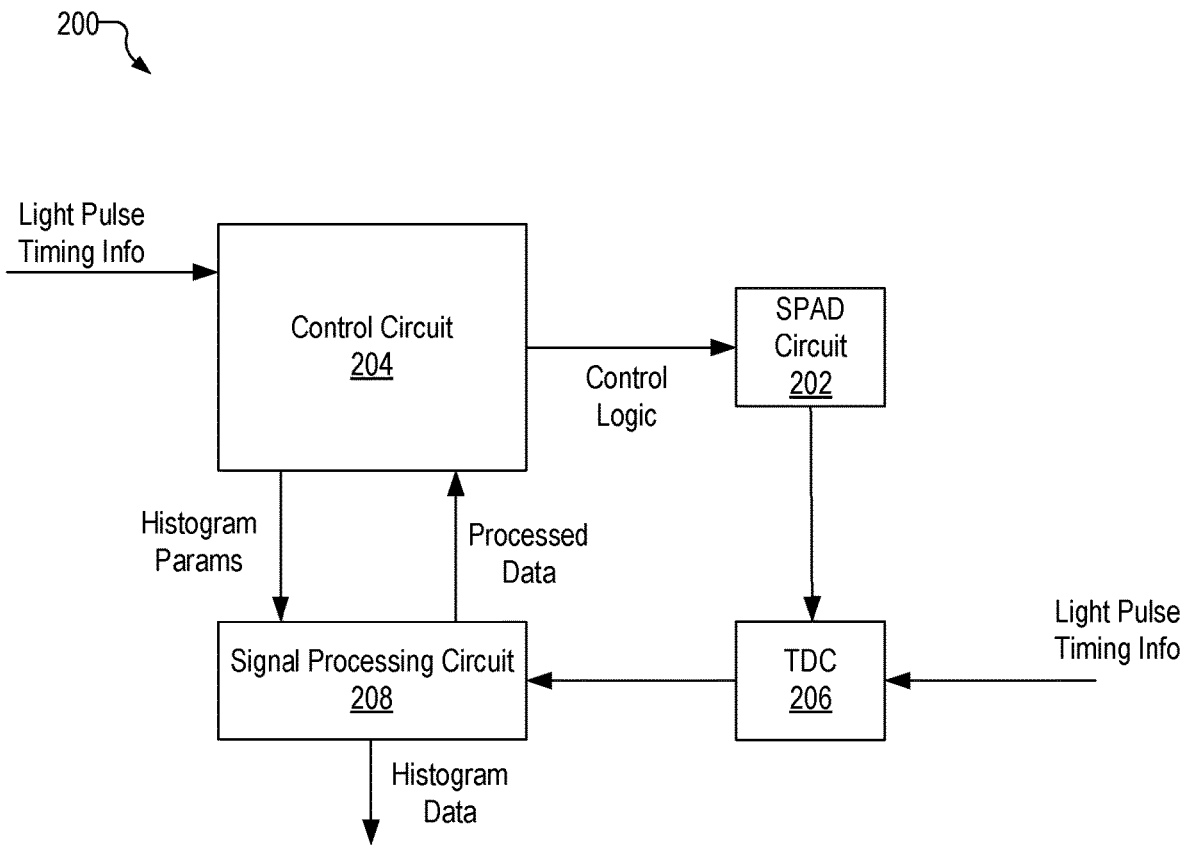 200
Light Pulse
Timing Info
Control Circuit
204
Control
Logic
SPAD
Circuit
202
Histogram
Params
Processed
Data
Signal Processing Circuit
208
TDC
206
Light Pulse
Timing Info
Histogram
Data